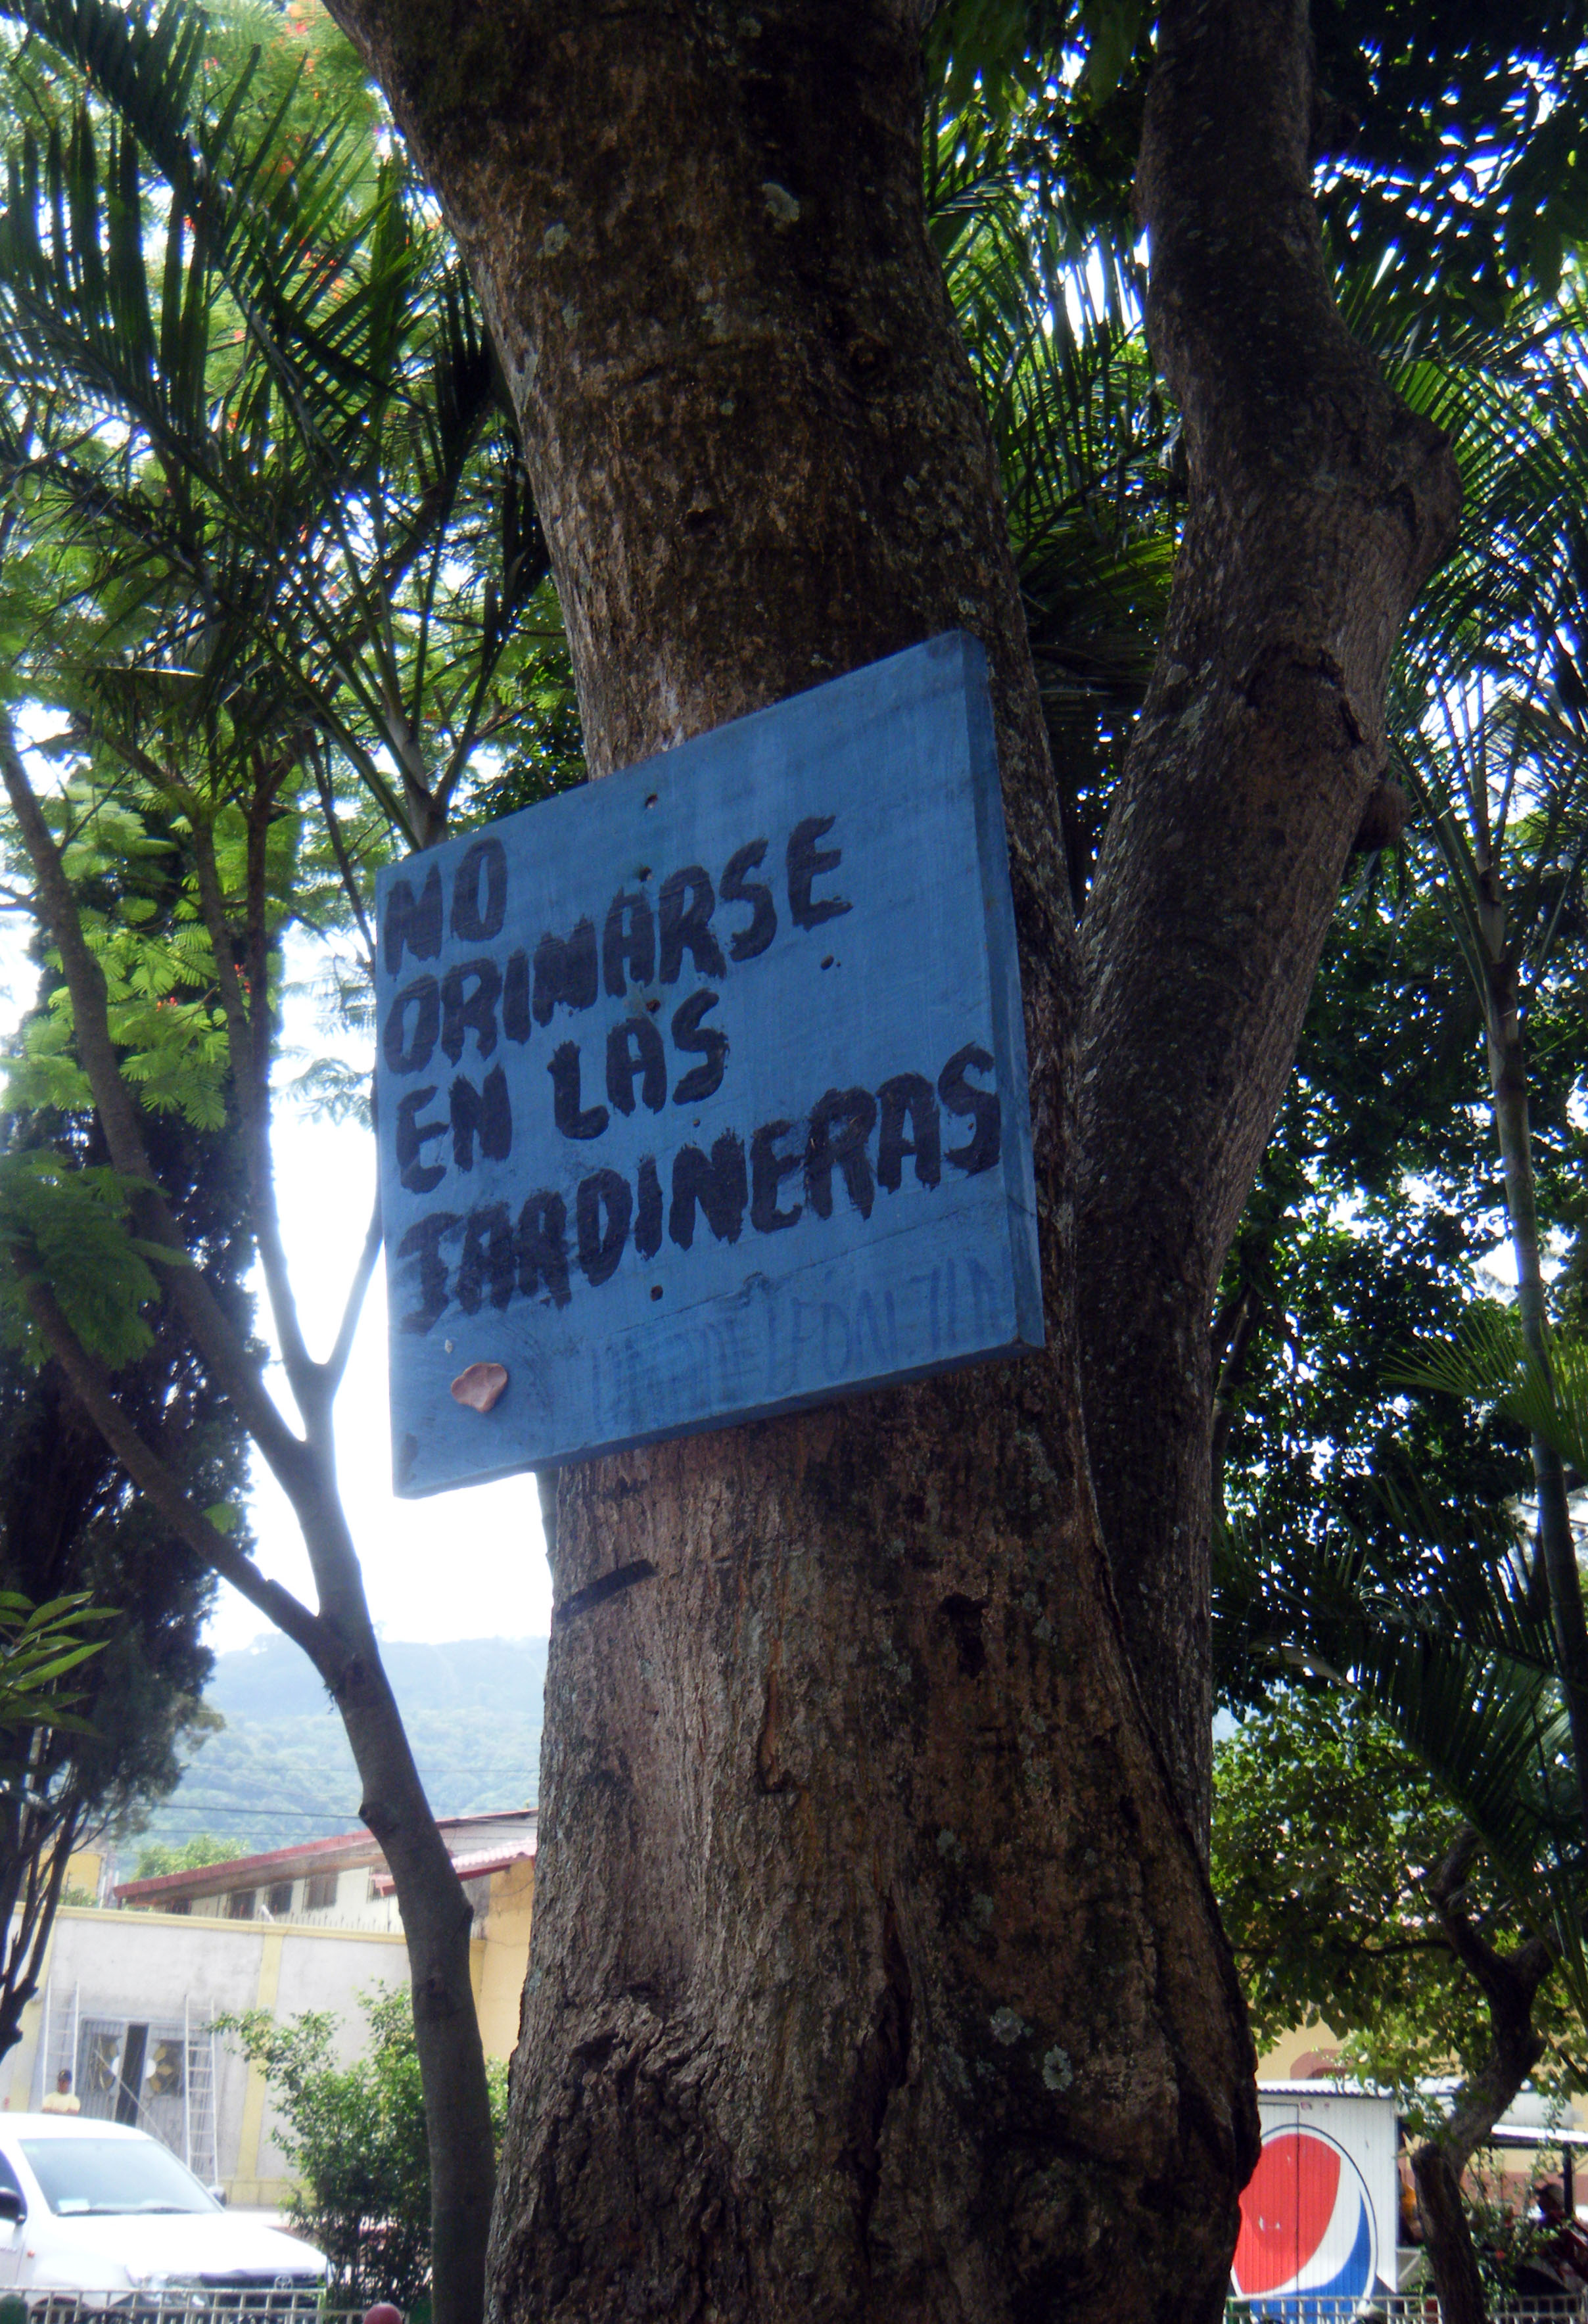 NO
ORINARSE
EN LAS
JARDINERAS